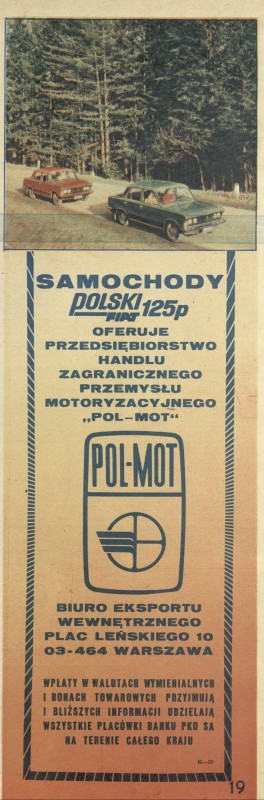 SAMOCHODY
POLSKI FIAT 125p
OFERUJE
PRZEDSIĘBIORSTWO
HANDLU
ZAGRANICZNEGO
PRZEMYSŁU
MOTORYZACYJNEGO
„POL-MOT“
POL-MOT
BIURO EKSPORTU
WEWNĘTRZNEGO
PLAC LEŃSKIEGO 10
03-464 WARSZAWA
WPŁATY W WALUTACH WYMIENIALNYCH
I BONACH TOWAROWYCH PRZYJMUJĄ
I BLIŻSZYCH INFORMACJI UDZIELAJĄ
WSZYSTKIE PLACÓWKI BANKU PKO SA
NA TERENIE CAŁEGO KRAJU
19